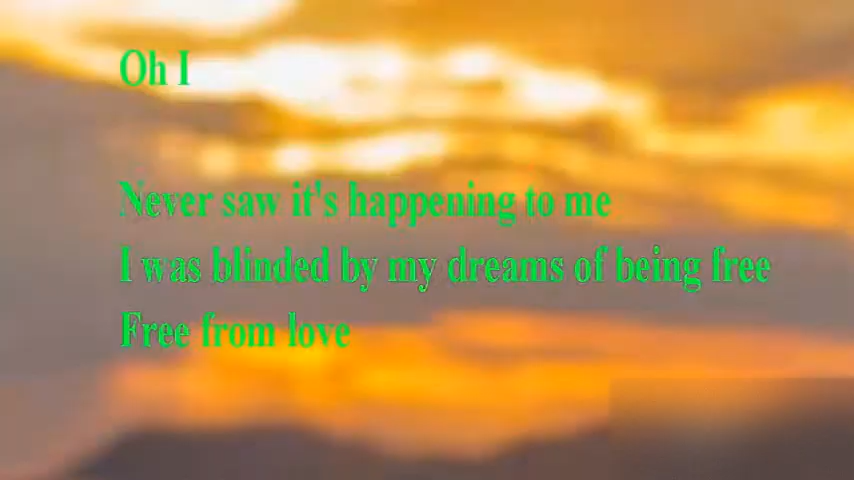 Oh I
Never saw it's happening to me
I was blinded by my dreams of being free
Free from love